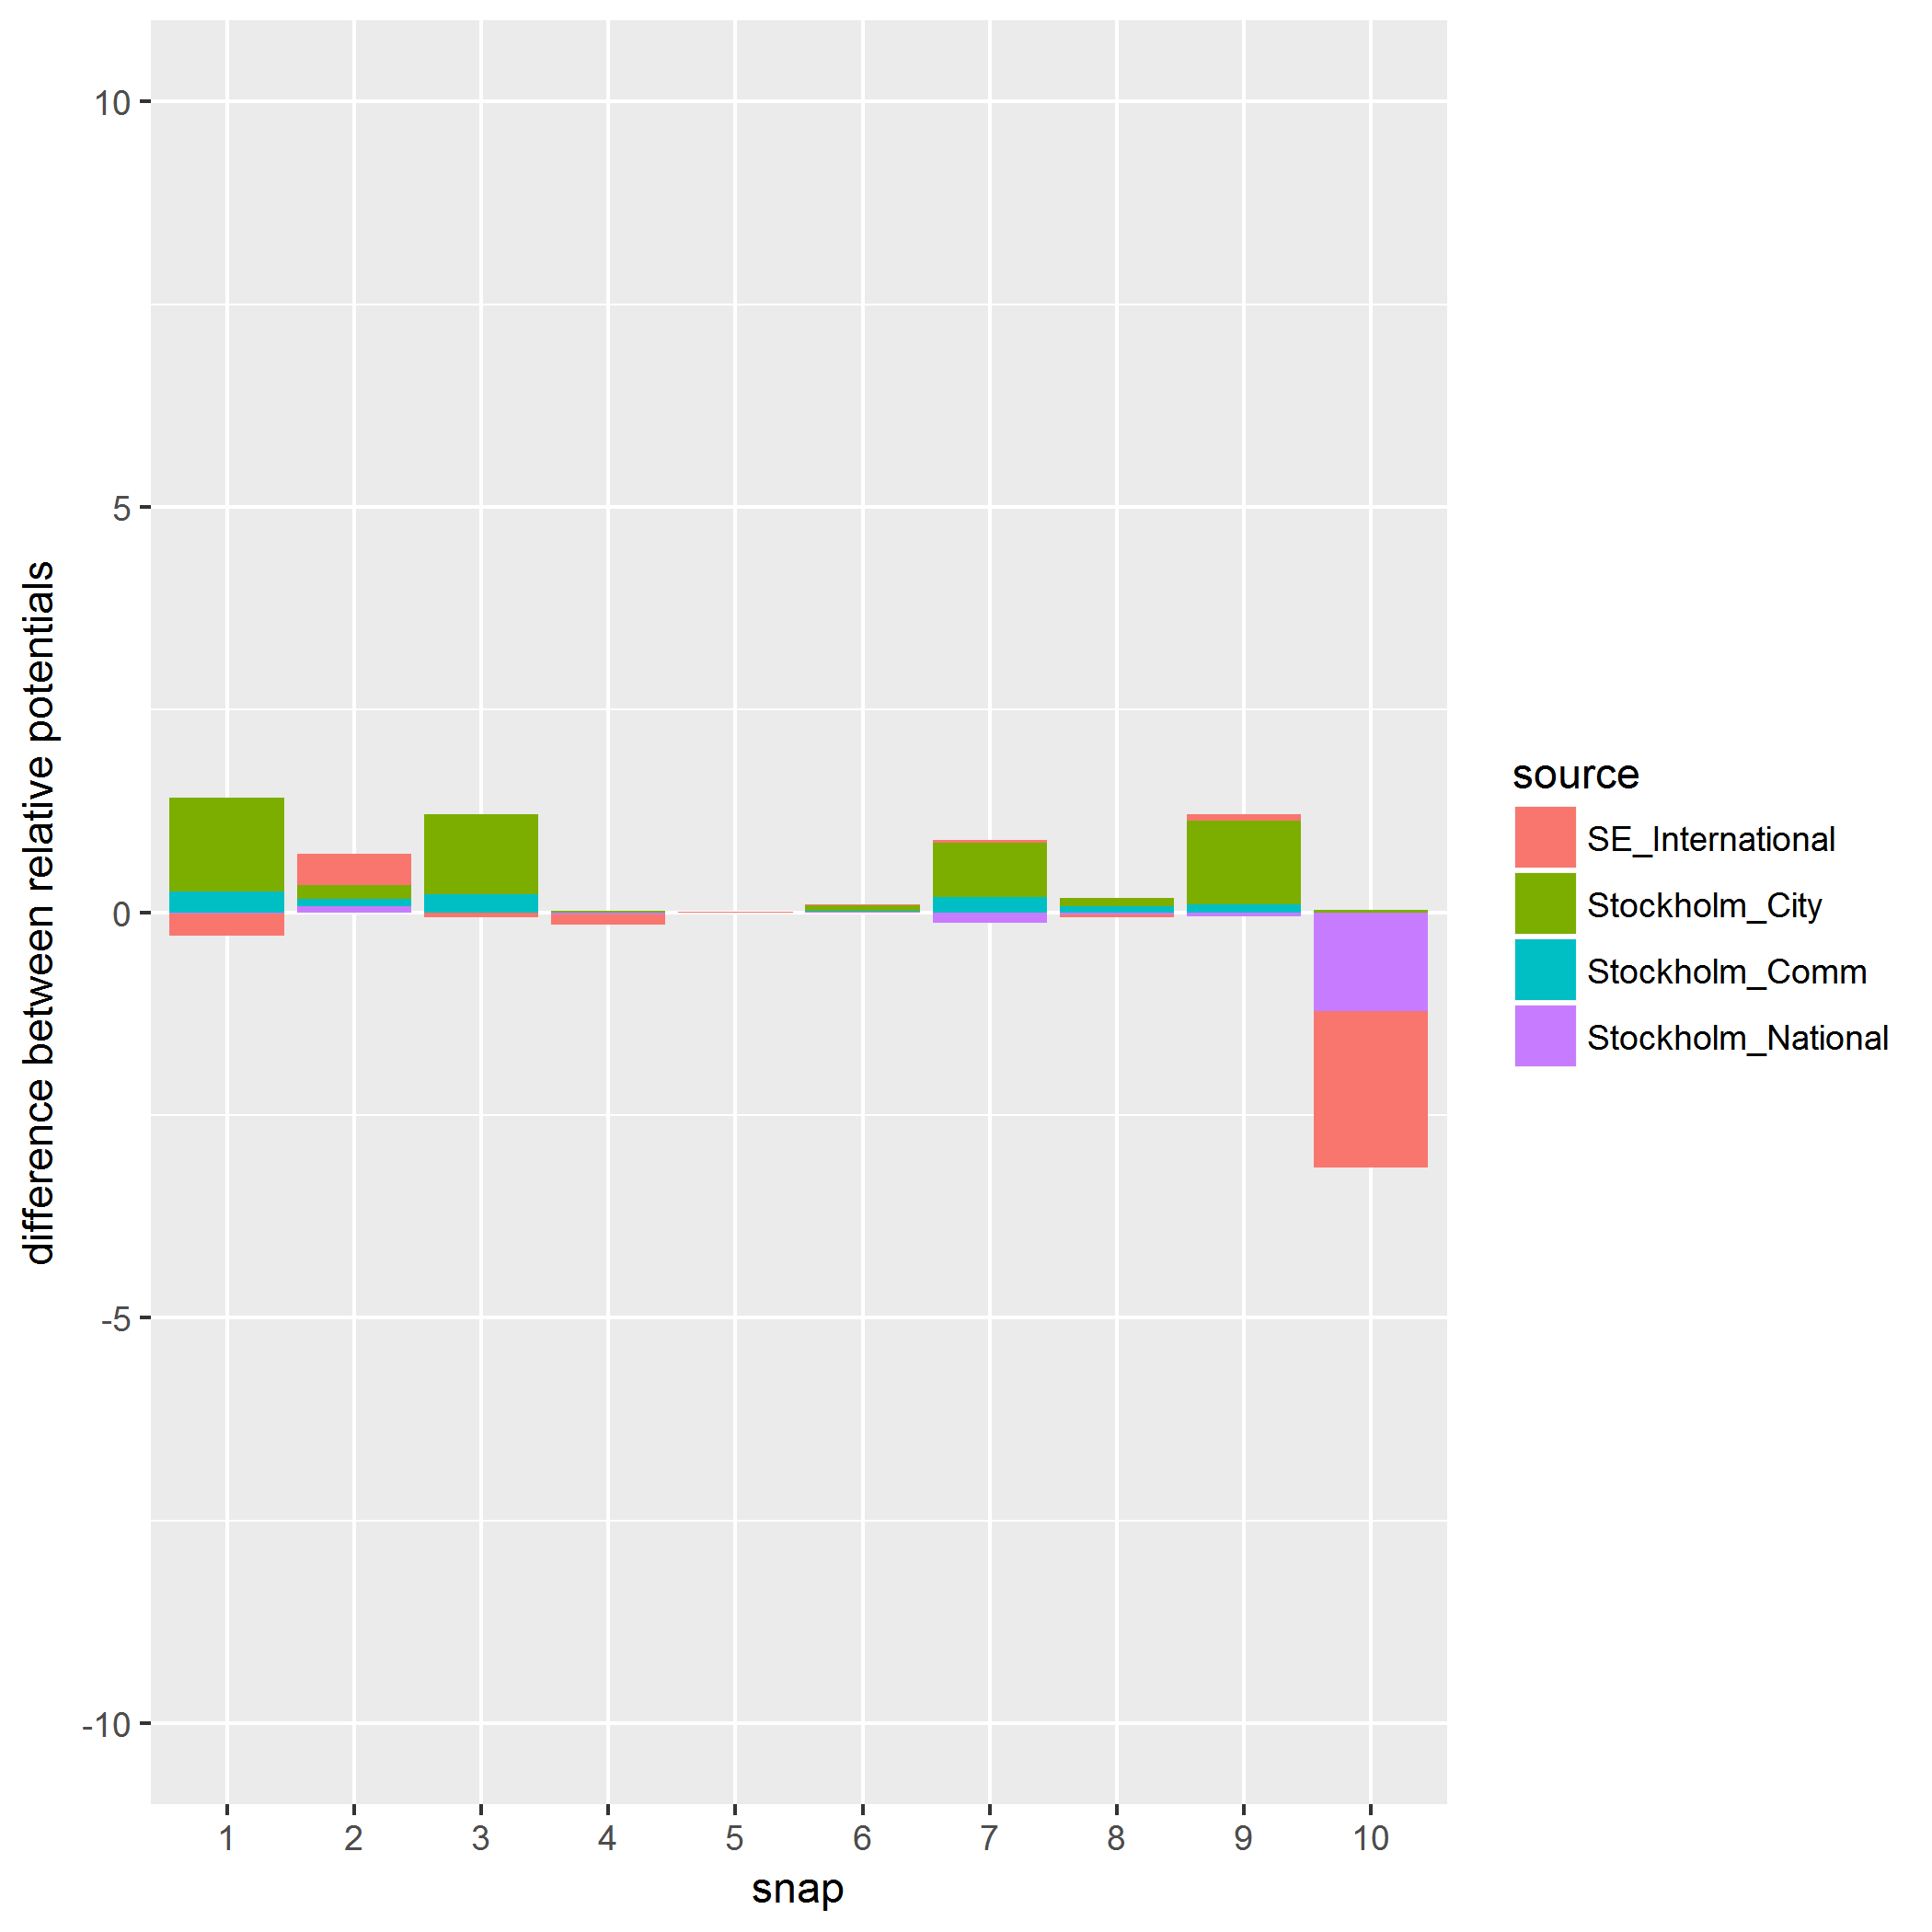 difference between relative potentials
10
5
0
-5
-10
1 2 3 4 5 6 7 8 9 10
snap
source
SE_International
Stockholm_City
Stockholm_Comm
Stockholm_National